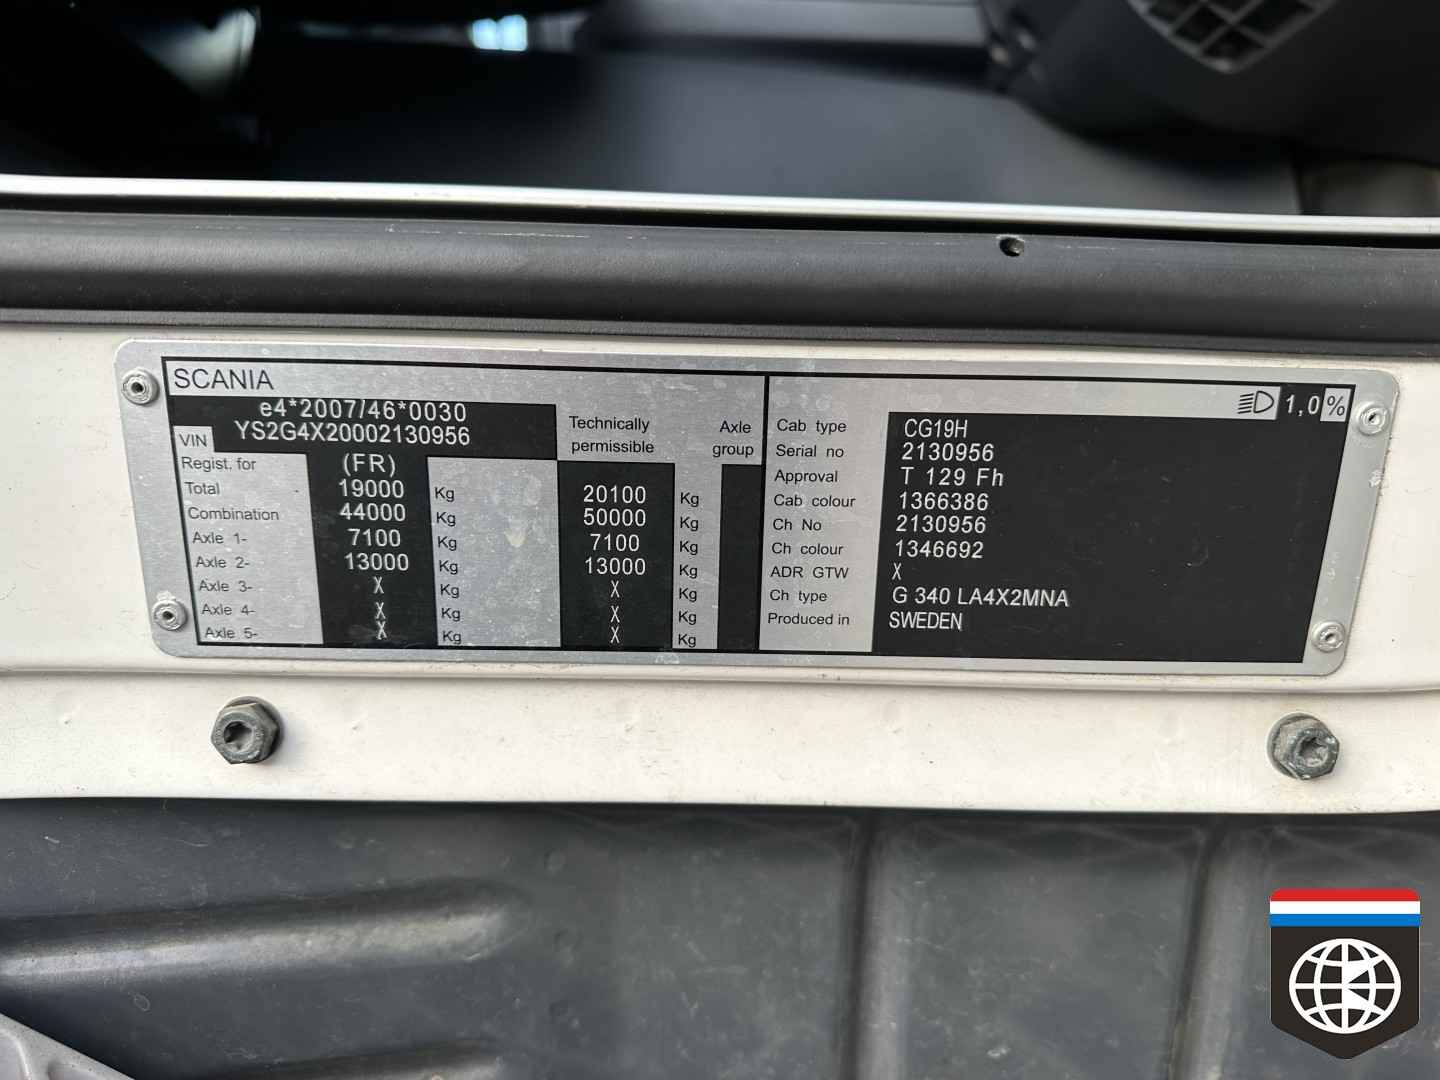 SCANIA
e4*2007/46*0030
VIN YS2G4X20002130956
Technically permissible
Axle group
Regist. for (FR)
Total 19000 Kg 20100 Kg
Combination 44000 Kg 50000 Kg
Axle 1- 7100 Kg 7100 Kg
Axle 2- 13000 Kg 13000 Kg
Axle 3- X Kg X Kg
Axle 4- X Kg X Kg
Axle 5- X Kg X Kg
1,0 %
Cab type CG19H
Serial no 2130956
Approval T 129 Fh
Cab colour 1366386
Ch No 2130956
Ch colour 1346692
ADR GTW X
Ch type G 340 LA4X2MNA
Produced in SWEDEN